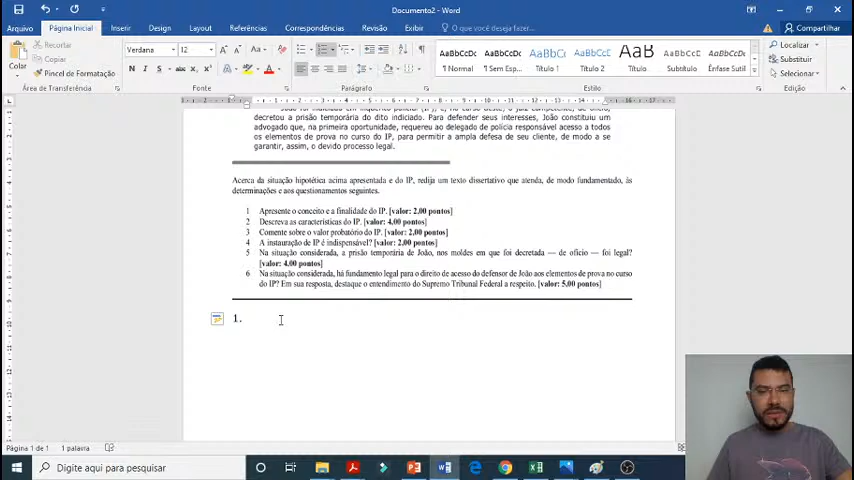 Documento2 - Word
Arquivo
Página Inicial
Inserir
Design
Layout
Referências
Correspondências
Revisão
Exibir
O que você deseja fazer...
Compartilhar
Colar
Recortar
Copiar
Pincel de Formatação
Área de Transferência
Verdana
12
Fonte
Parágrafo
AaBbCcDc
¶ Normal
AaBbCcDc
¶ Sem Esp...
AaBbCc
Título 1
AaBbCcC
Título 2
AaB
Título
AaBbCcC
Subtítulo
AaBbCcDc
Ênfase Sutil
Estilo
Localizar
Substituir
Selecionar
Edição
decretou a prisão temporária do dito indiciado. Para defender seus interesses, João constituiu um
advogado que, na primeira oportunidade, requereu ao delegado de polícia responsável acesso a todos
os elementos de prova no curso do IP, para permitir a ampla defesa de seu cliente, de modo a se
garantir, assim, o devido processo legal.
Acerca da situação hipotética acima apresentada e do IP, redija um texto dissertativo que atenda, de modo fundamentado, às
determinações e aos questionamentos seguintes.
1 Apresente o conceito e a finalidade do IP. [valor: 2,00 pontos]
2 Descreva as características do IP. [valor: 4,00 pontos]
3 Comente sobre o valor probatório do IP. [valor: 2,00 pontos]
4 A instauração de IP é indispensável? [valor: 2,00 pontos]
5 Na situação considerada, a prisão temporária de João, nos moldes em que foi decretada — de ofício — foi legal?
[valor: 4,00 pontos]
6 Na situação considerada, há fundamento legal para o direito de acesso do defensor de João aos elementos de prova no curso
do IP? Em sua resposta, destaque o entendimento do Supremo Tribunal Federal a respeito. [valor: 5,00 pontos]
1.
Página 1 de 1
1 palavra
Digite aqui para pesquisar